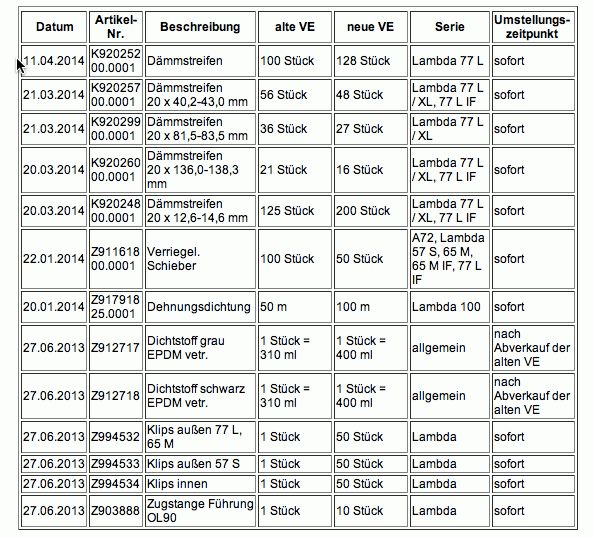 Datum Artikel-Nr. Beschreibung alte VE neue VE Serie Umstellungs-zeitpunkt
11.04.2014 K920252 00.0001 Dämmstreifen 100 Stück 128 Stück Lambda 77 L sofort
21.03.2014 K920257 00.0001 Dämmstreifen 20 x 40,2-43,0 mm 56 Stück 48 Stück Lambda 77 L / XL, 77 L IF sofort
21.03.2014 K920299 00.0001 Dämmstreifen 20 x 81,5-83,5 mm 36 Stück 27 Stück Lambda 77 L / XL sofort
20.03.2014 K920260 00.0001 Dämmstreifen 20 x 136,0-138,3 mm 21 Stück 16 Stück Lambda 77 L / XL, 77 L IF sofort
20.03.2014 K920248 00.0001 Dämmstreifen 20 x 12,6-14,6 mm 125 Stück 200 Stück Lambda 77 L / XL, 77 L IF sofort
22.01.2014 Z911618 00.0001 Verriegel. Schieber 100 Stück 50 Stück A72, Lambda 57 S, 65 M, 65 M IF, 77 L IF sofort
20.01.2014 Z917918 25.0001 Dehnungsdichtung 50 m 100 m Lambda 100 sofort
27.06.2013 Z912717 Dichtstoff grau EPDM vetr. 1 Stück = 310 ml 1 Stück = 400 ml allgemein nach Abverkauf der alten VE
27.06.2013 Z912718 Dichtstoff schwarz EPDM vetr. 1 Stück = 310 ml 1 Stück = 400 ml allgemein nach Abverkauf der alten VE
27.06.2013 Z994532 Klips außen 77 L, 65 M 1 Stück 50 Stück Lambda sofort
27.06.2013 Z994533 Klips außen 57 S 1 Stück 50 Stück Lambda sofort
27.06.2013 Z994534 Klips innen 1 Stück 50 Stück Lambda sofort
27.06.2013 Z903888 Zugstange Führung OL90 1 Stück 10 Stück Lambda sofort